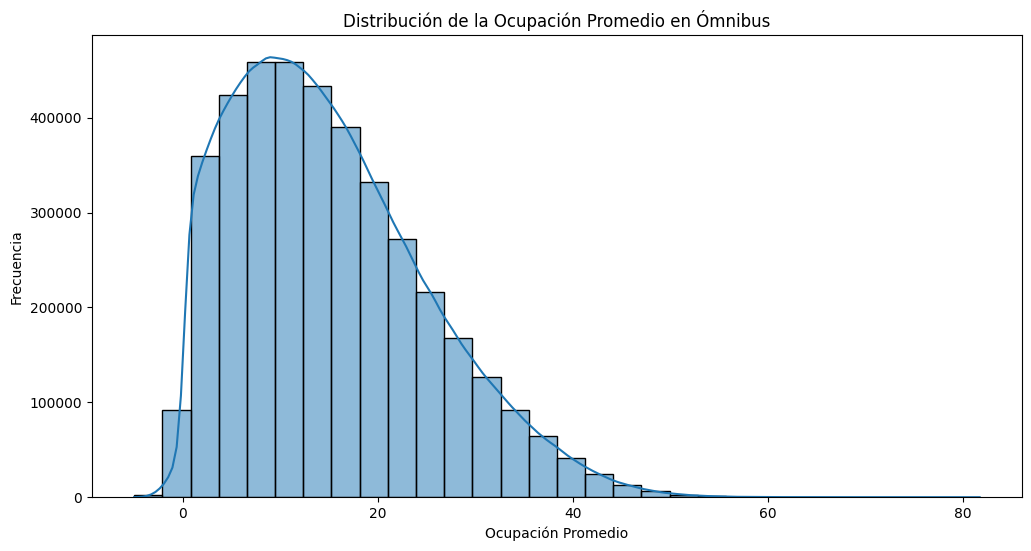 Distribución de la Ocupación Promedio en Ómnibus
Frecuencia
400000
300000
200000
100000
0
0 20 40 60 80
Ocupación Promedio